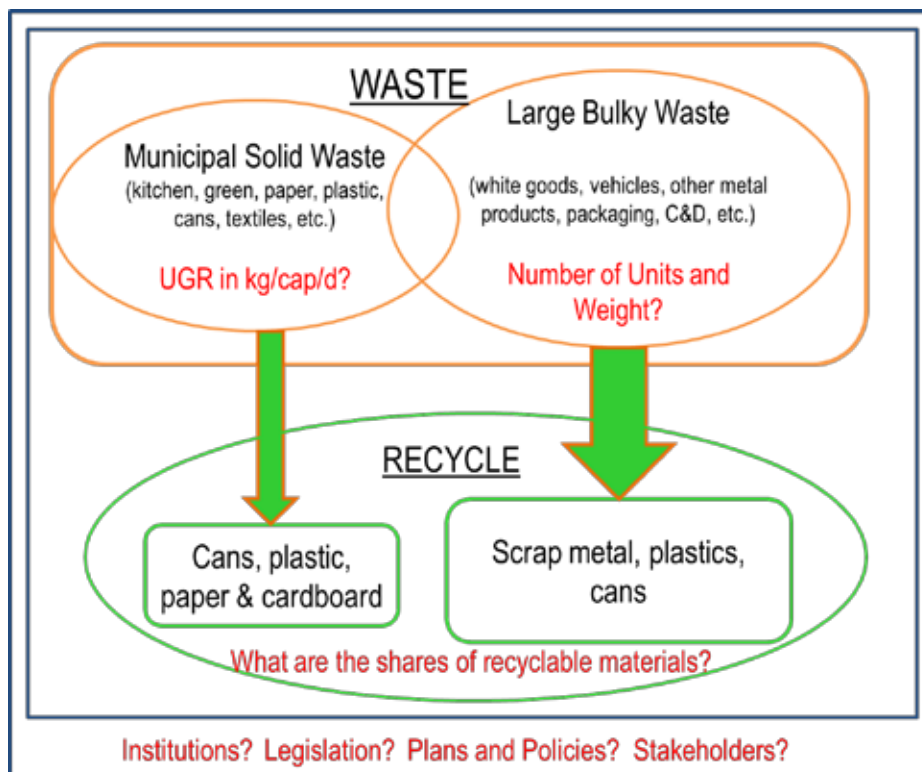 WASTE
Municipal Solid Waste
(kitchen, green, paper, plastic,
cans, textiles, etc.)
UGR in kg/cap/d?
Large Bulky Waste
(white goods, vehicles, other metal
products, packaging, C&D, etc.)
Number of Units and
Weight?
RECYCLE
Cans, plastic,
paper & cardboard
Scrap metal, plastics,
cans
What are the shares of recyclable materials?
Institutions? Legislation? Plans and Policies? Stakeholders?